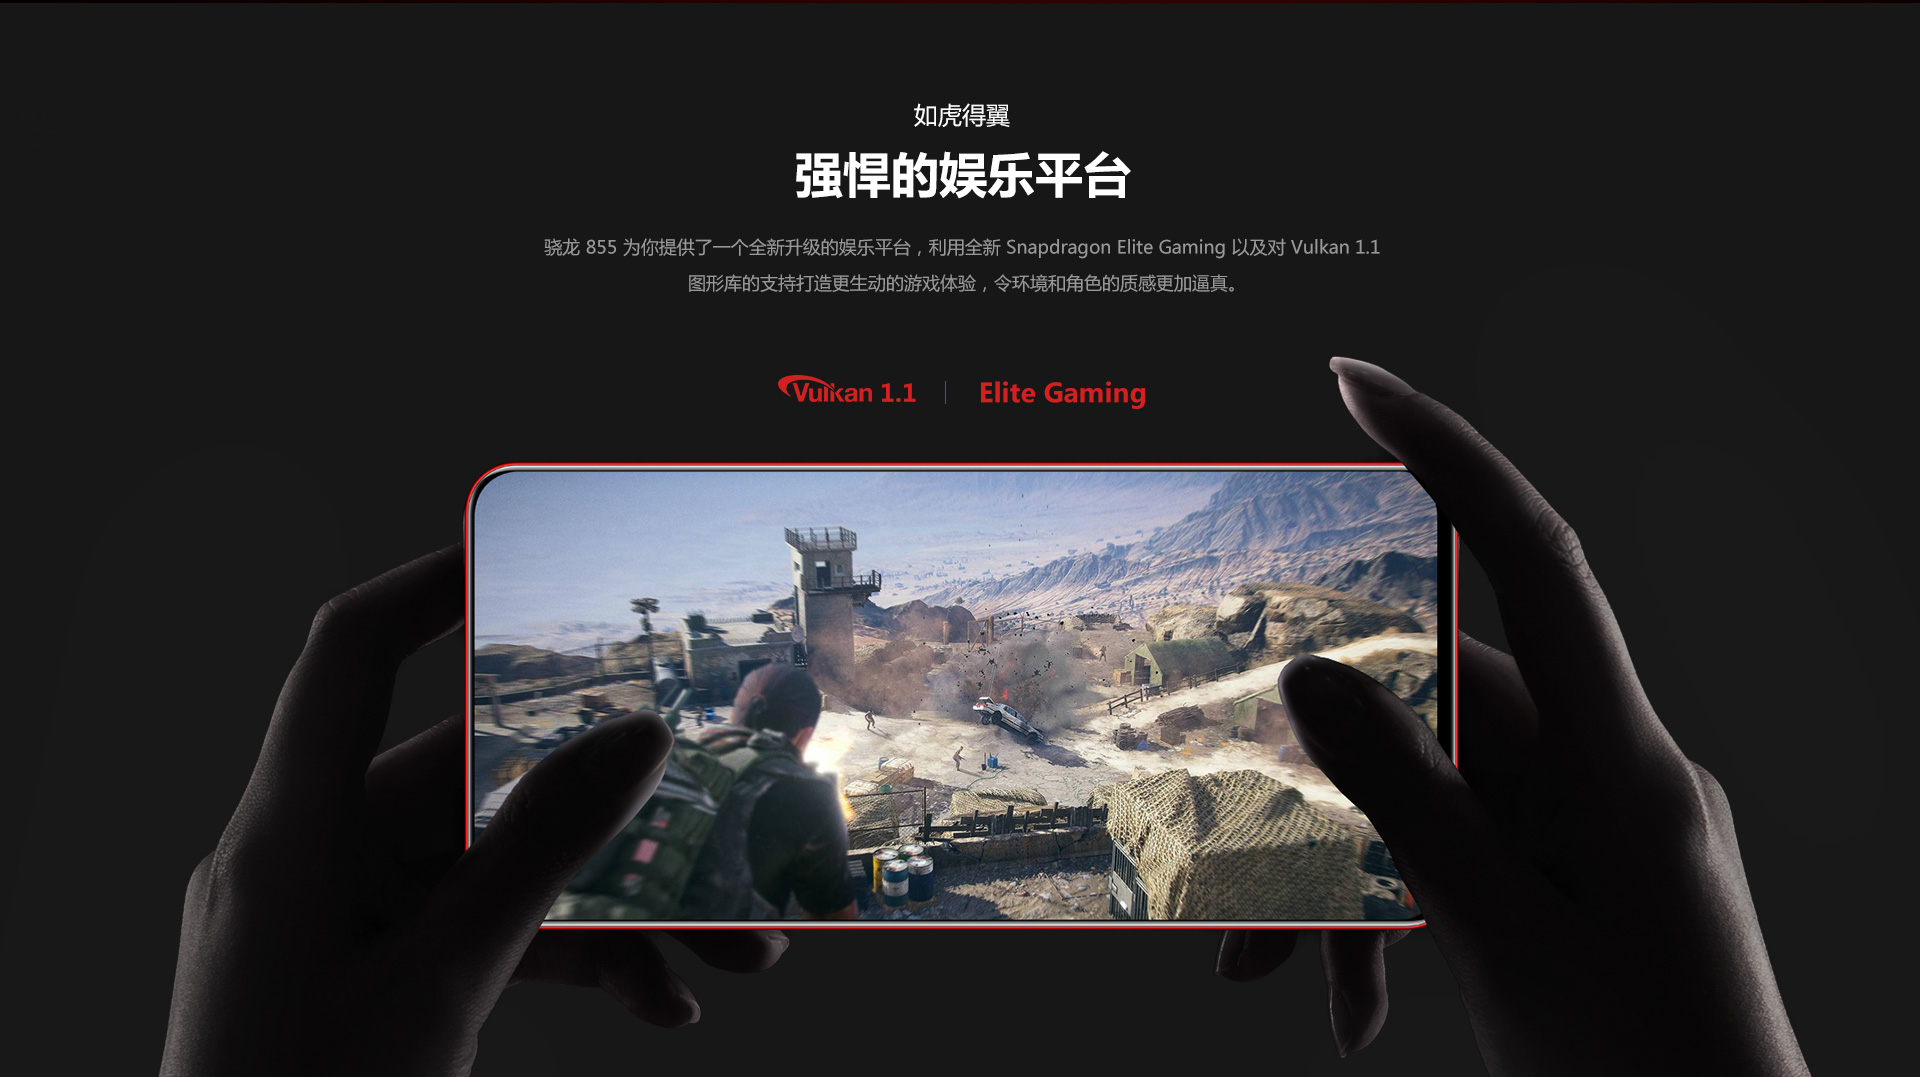 如虎得翼
强悍的娱乐平台
骁龙 855 为你提供了一个全新升级的娱乐平台，利用全新 Snapdragon Elite Gaming 以及对 Vulkan 1.1
图形库的支持打造更生动的游戏体验，令环境和角色的质感更加逼真。
Vulkan 1.1 | Elite Gaming